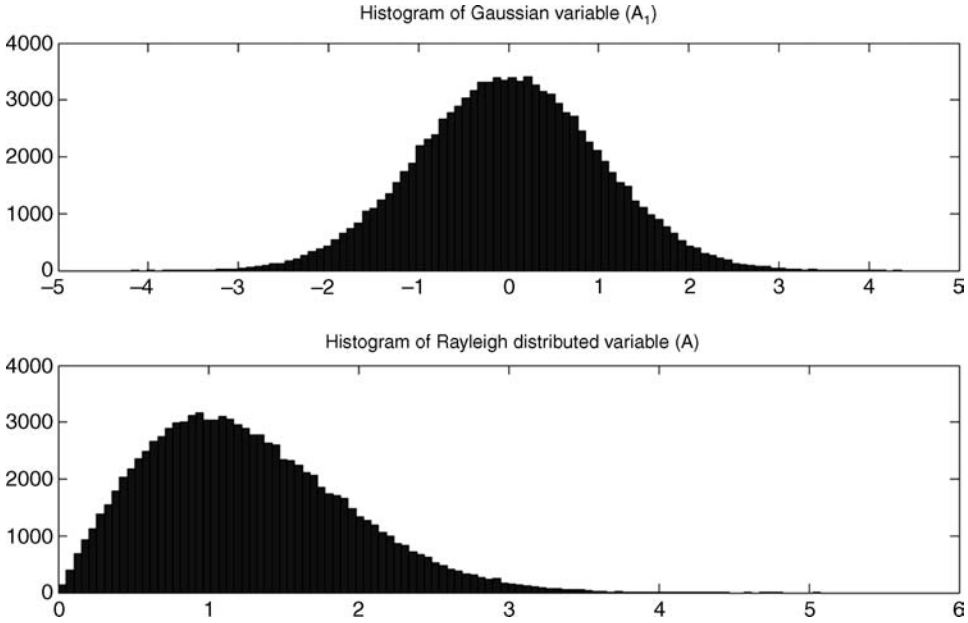 Histogram of Gaussian variable (A₁)
4000
3000
2000
1000
0
–5 –4 –3 –2 –1 0 1 2 3 4 5
Histogram of Rayleigh distributed variable (A)
4000
3000
2000
1000
0
0 1 2 3 4 5 6